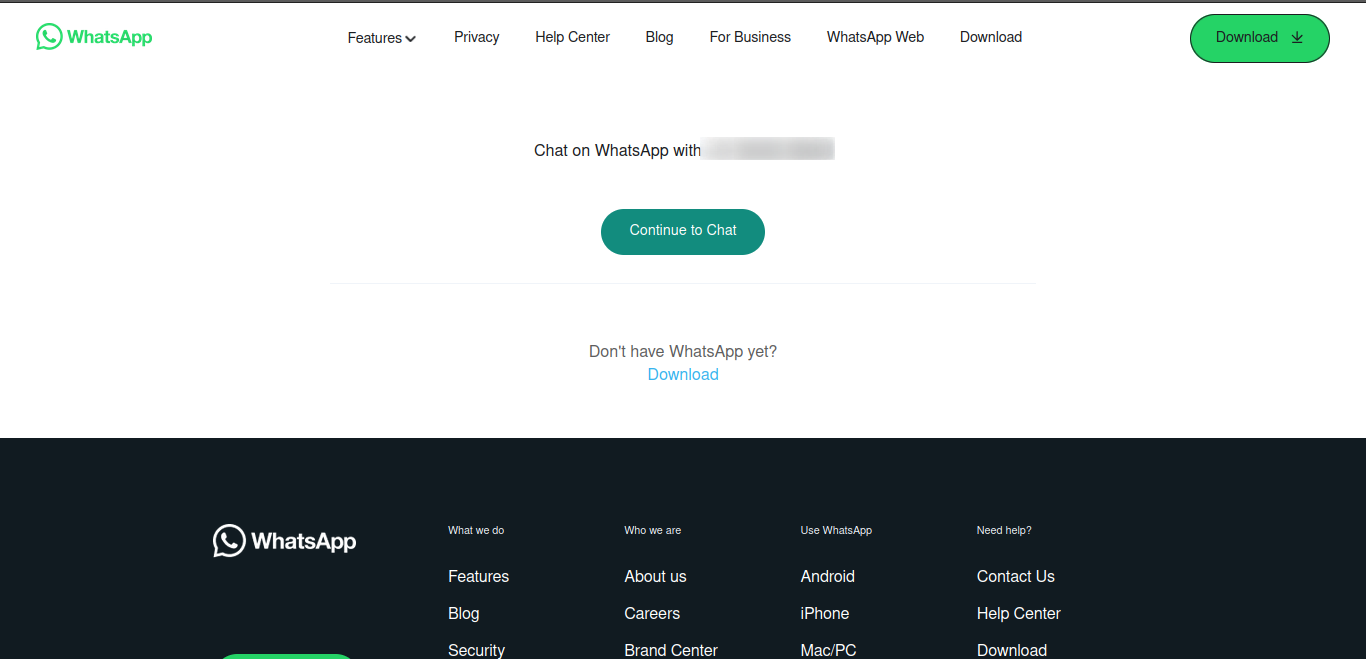 WhatsApp
Features Privacy Help Center Blog For Business WhatsApp Web Download
Download
Chat on WhatsApp with
Continue to Chat
Don't have WhatsApp yet?
Download
WhatsApp
What we do Who we are Use WhatsApp Need help?
Features About us Android Contact Us
Blog Careers iPhone Help Center
Security Brand Center Mac/PC Download